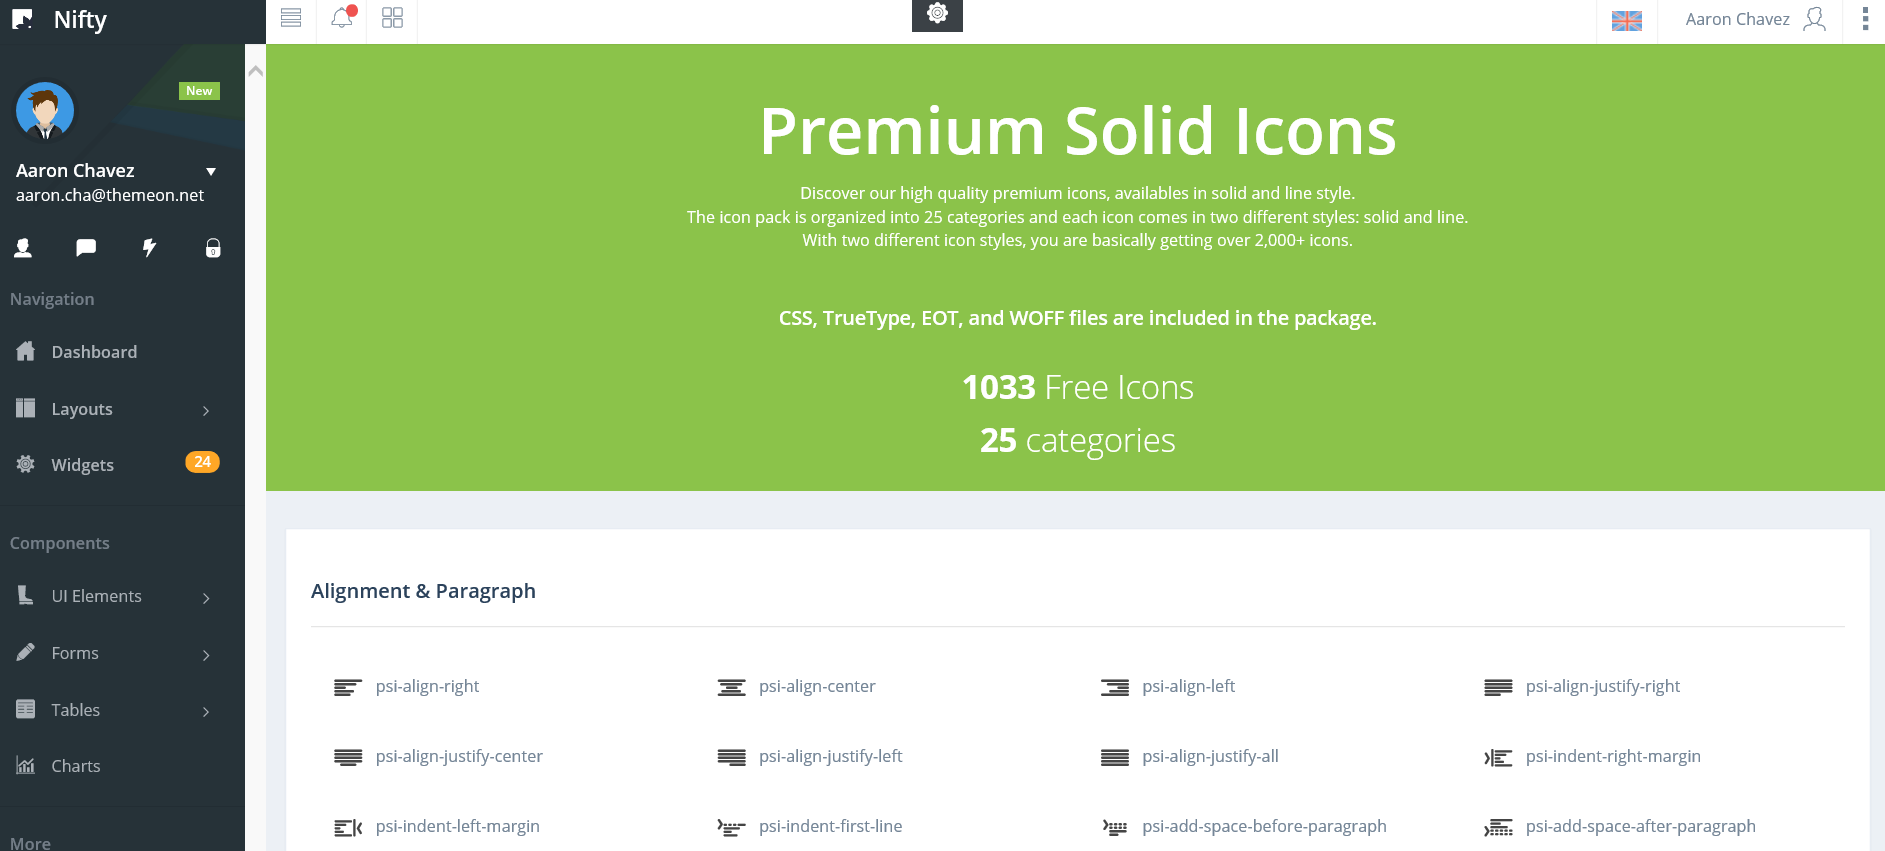 Nifty
Aaron Chavez
New
Aaron Chavez
aaron.cha@themeon.net
Navigation
Dashboard
Layouts
Widgets
24
Components
UI Elements
Forms
Tables
Charts
More
Premium Solid Icons
Discover our high quality premium icons, availables in solid and line style.
The icon pack is organized into 25 categories and each icon comes in two different styles: solid and line.
With two different icon styles, you are basically getting over 2,000+ icons.
CSS, TrueType, EOT, and WOFF files are included in the package.
1033 Free Icons
25 categories
Alignment & Paragraph
psi-align-right
psi-align-center
psi-align-left
psi-align-justify-right
psi-align-justify-center
psi-align-justify-left
psi-align-justify-all
psi-indent-right-margin
psi-indent-left-margin
psi-indent-first-line
psi-add-space-before-paragraph
psi-add-space-after-paragraph